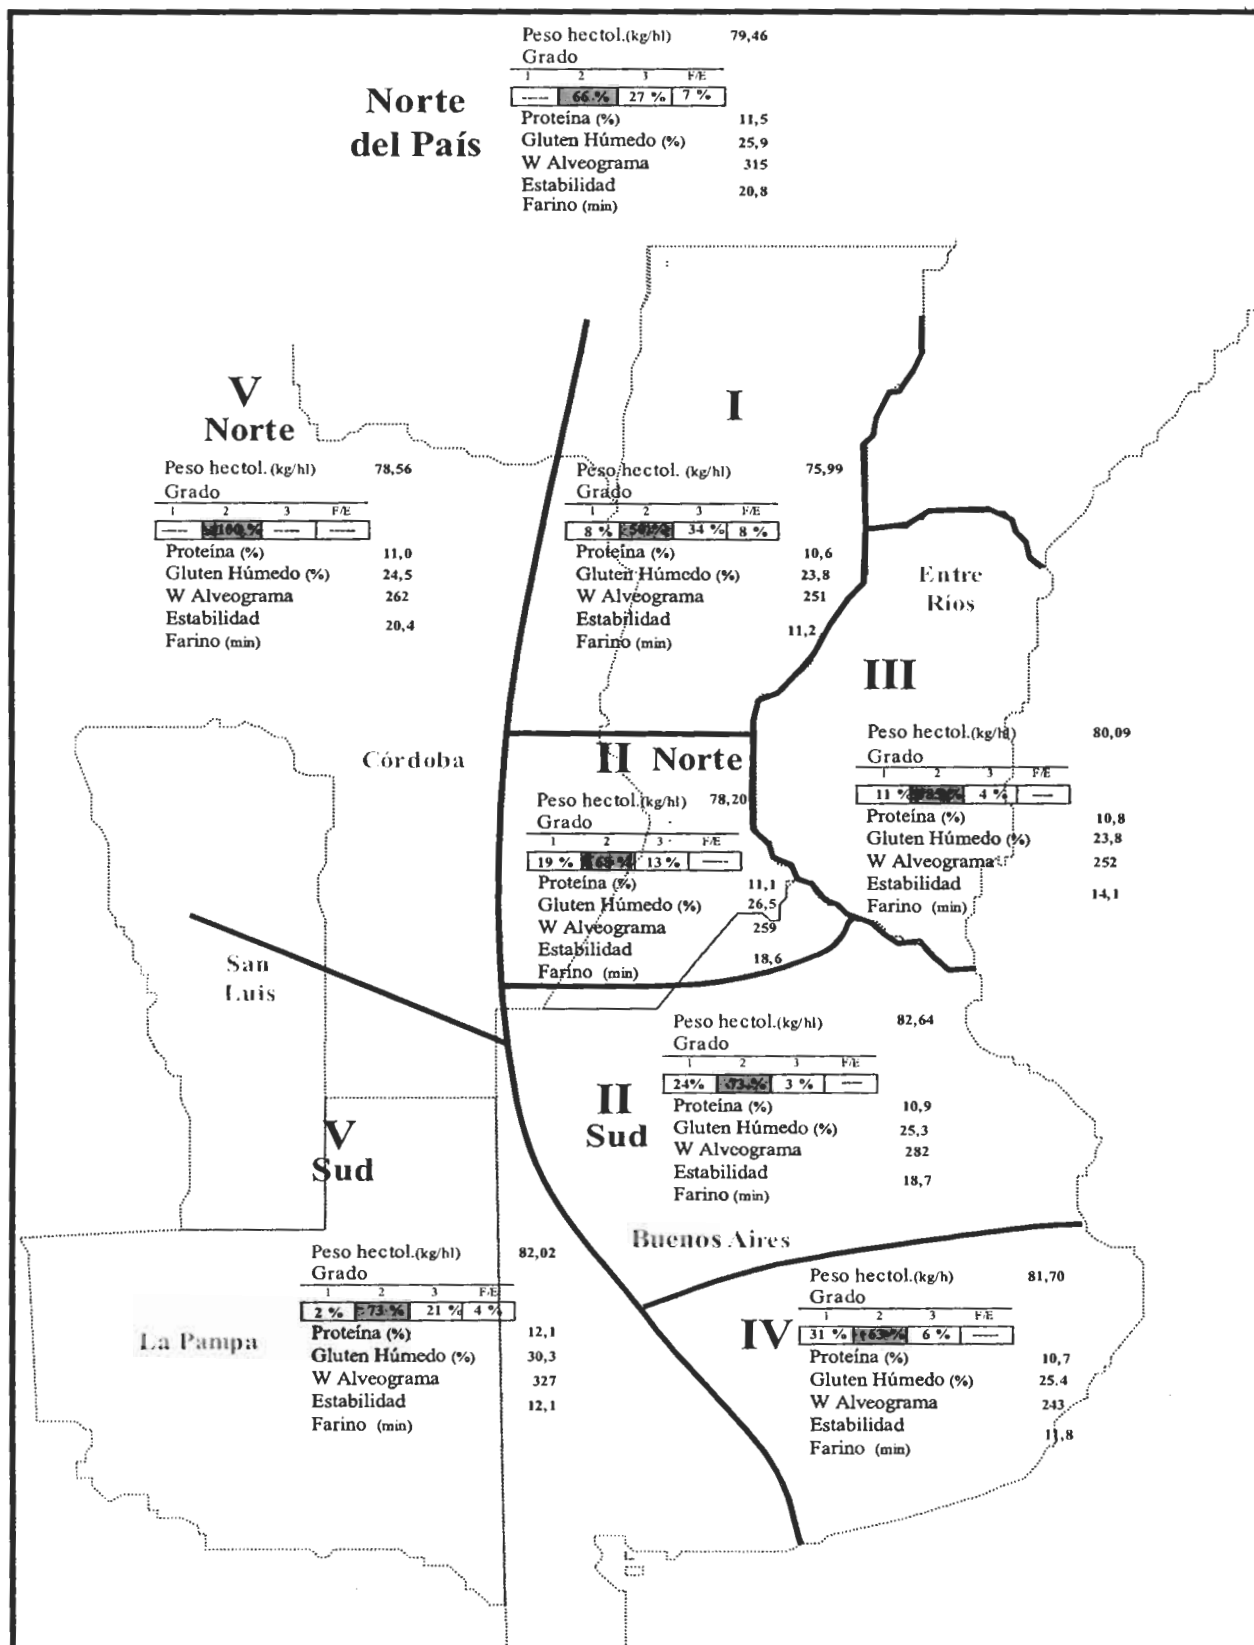 Peso hectol.(kg/hl) 79,46
Grado
1 2 3 F/E
---- 66 % 27 % 7 %
Norte
del País
Proteína (%) 11,5
Gluten Húmedo (%) 25,9
W Alveograma 315
Estabilidad 20,8
Farino (min)
V
Norte
Peso hectol.(kg/hl) 78,56
Grado
1 2 3 F/E
---- 100 % ---- ----
Proteína (%) 11,0
Gluten Húmedo (%) 24,5
W Alveograma 262
Estabilidad 20,4
Farino (min)
I
Peso hectol. (kg/hl) 75,99
Grado
1 2 3 F/E
8 % 34 % 8 %
Proteína (%) 10,6
Gluten Húmedo (%) 23,8
W Alveograma 251
Estabilidad 11,2
Farino (min)
Entre
Ríos
III
Peso hectol.(kg/hl) 80,09
Grado
1 2 3 F/E
11 % 4 % ----
Proteína (%) 10,8
Gluten Húmedo (%) 23,8
W Alveograma 252
Estabilidad 14,1
Farino (min)
Córdoba
II Norte
Peso hectol.(kg/hl) 78,20
Grado
1 2 3 F/E
19 % 68 % 13 % ----
Proteína (%) 11,1
Gluten Húmedo (%) 26,5
W Alveograma 259
Estabilidad 18,6
Farino (min)
San
Luis
II
Sud
Peso hectol.(kg/hl) 82,64
Grado
1 2 3 F/E
24% 73 % 3 % ----
Proteína (%) 10,9
Gluten Húmedo (%) 25,3
W Alveograma 282
Estabilidad 18,7
Farino (min)
V
Sud
Buenos Aires
Peso hectol.(kg/hl) 82,02
Grado
1 2 3 F/E
2 % 73 % 21 % 4 %
La Pampa
Proteína (%) 12,1
Gluten Húmedo (%) 30,3
W Alveograma 327
Estabilidad 12,1
Farino (min)
IV
Peso hectol.(kg/h) 81,70
Grado
1 2 3 F/E
31 % 63 % 6 % ----
Proteína (%) 10,7
Gluten Húmedo (%) 25.4
W Alveograma 243
Estabilidad 11,8
Farino (min)